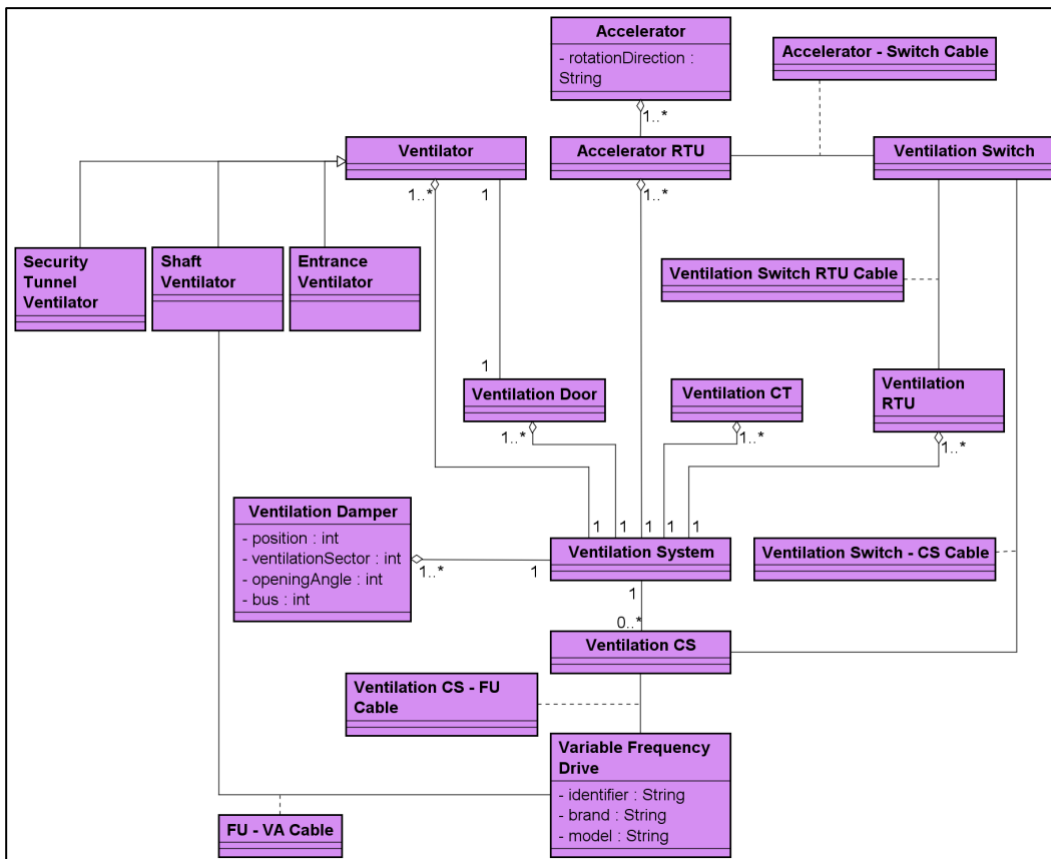 Accelerator
- rotationDirection :
String
Accelerator - Switch Cable
1..*
Ventilator
Accelerator RTU
Ventilation Switch
1..*
1
1..*
Security
Tunnel
Ventilator
Shaft
Ventilator
Entrance
Ventilator
Ventilation Switch RTU Cable
1
Ventilation Door
Ventilation CT
Ventilation
RTU
1..*
1..*
1..*
Ventilation Damper
- position : int
- ventilationSector : int
- openingAngle : int
- bus : int
1..*
1
1
1
1
1
1
Ventilation System
Ventilation Switch - CS Cable
1
0..*
Ventilation CS
Ventilation CS - FU
Cable
Variable Frequency
Drive
- identifier : String
- brand : String
- model : String
FU - VA Cable